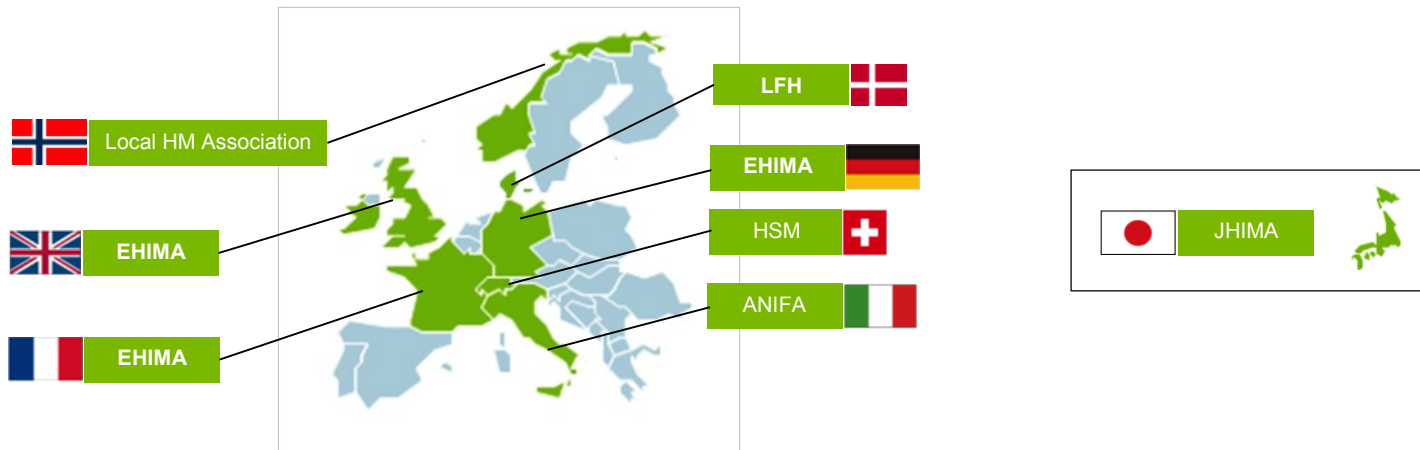 LFH
Local HM Association
EHIMA
HSM
EHIMA
JHIMA
ANIFA
EHIMA